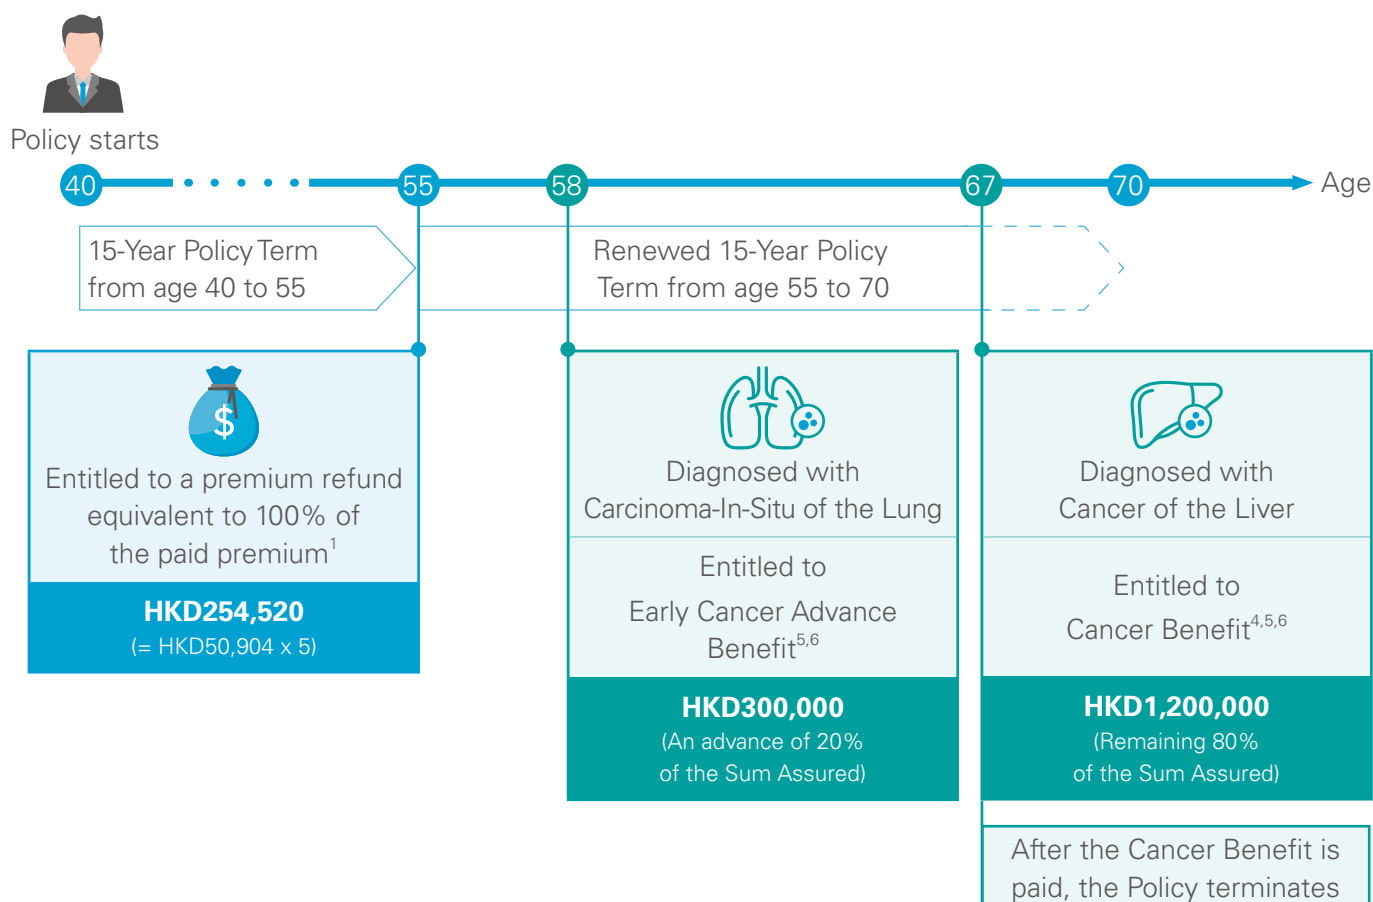 Policy starts
40
55
58
67
70
Age
15-Year Policy Term
from age 40 to 55
Renewed 15-Year Policy
Term from age 55 to 70
$
Entitled to a premium refund
equivalent to 100% of
the paid premium1
HKD254,520
(= HKD50,904 x 5)
Diagnosed with
Carcinoma-In-Situ of the Lung
Entitled to
Early Cancer Advance
Benefit5,6
HKD300,000
(An advance of 20%
of the Sum Assured)
Diagnosed with
Cancer of the Liver
Entitled to
Cancer Benefit4,5,6
HKD1,200,000
(Remaining 80%
of the Sum Assured)
After the Cancer Benefit is
paid, the Policy terminates